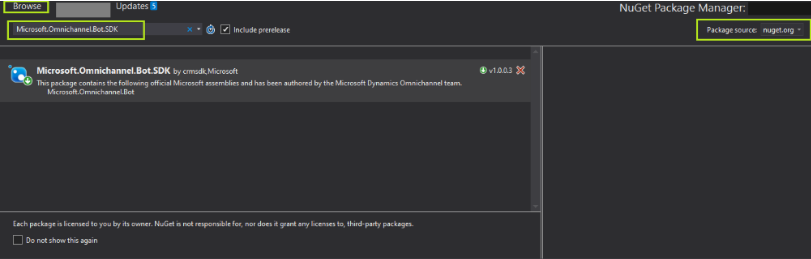 Browse Updates 5 NuGet Package Manager:
Microsoft.Omnichannel.Bot.SDK Include prerelease Package source: nuget.org
Microsoft.Omnichannel.Bot.SDK by crmsdk,Microsoft v1.0.0.3
This package contains the following official Microsoft assemblies and has been authored by the Microsoft Dynamics Omnichannel team.
Microsoft.Omnichannel.Bot
Each package is licensed to you by its owner. NuGet is not responsible for, nor does it grant any licenses to, third-party packages.
Do not show this again